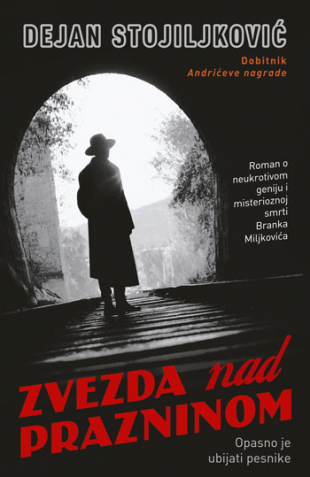 DEJAN STOJILJKOVIĆ
Dobitnik
Andrićeve nagrade
Roman o
neukrotivom
geniju i
misterioznoj
smrti
Branka
Miljkovića
ZVEZDA nad
PRAZNINOM
Opasno je
ubijati pesnike